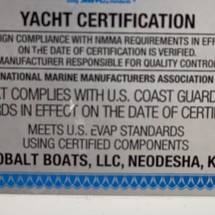 YACHT CERTIFICATION
IGN COMPLIANCE WITH NMMA REQUIREMENTS IN EFF
ON THE DATE OF CERTIFICATION IS VERIFIED.
MANUFACTURER RESPONSIBLE FOR QUALITY CONTROL
NATIONAL MARINE MANUFACTURERS ASSOCIATION
AT COMPLIES WITH U.S. COAST GUARD
RDS IN EFFECT ON THE DATE OF CERTIF
MEETS U.S. EVAP STANDARDS
USING CERTIFIED COMPONENTS
OBALT BOATS, LLC, NEODESHA, K